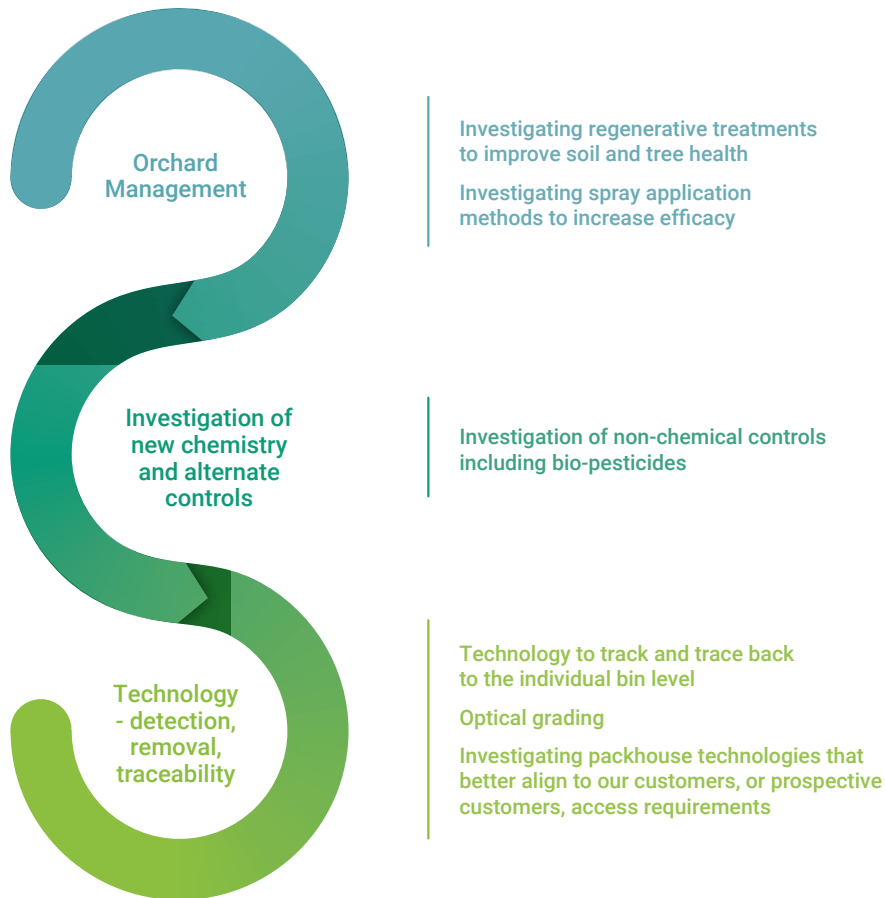 Orchard
Management
Investigating regenerative treatments
to improve soil and tree health
Investigating spray application
methods to increase efficacy
Investigation of
new chemistry
and alternate
controls
Investigation of non-chemical controls
including bio-pesticides
Technology
- detection,
removal,
traceability
Technology to track and trace back
to the individual bin level
Optical grading
Investigating packhouse technologies that
better align to our customers, or prospective
customers, access requirements